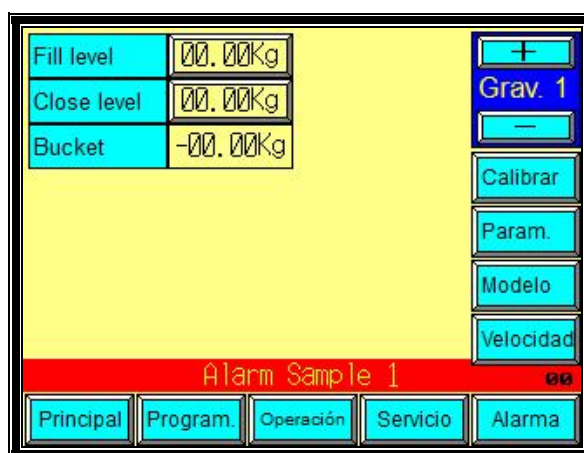 Fill level 00.00Kg
Close level 00.00Kg
Bucket -00.00Kg
+
Grav. 1
-
Calibrar
Param.
Modelo
Velocidad
Alarm Sample 1 00
Principal Program. Operación Servicio Alarma